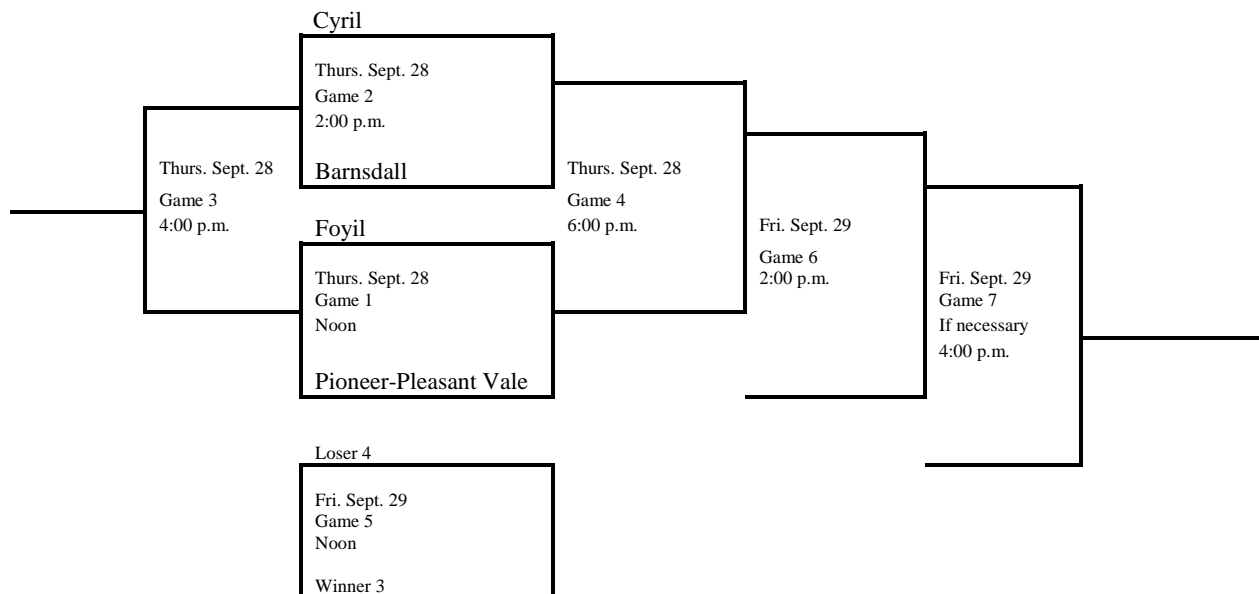 Cyril
Thurs. Sept. 28
Game 2
2:00 p.m.
Barnsdall
Thurs. Sept. 28
Game 3
4:00 p.m.
Thurs. Sept. 28
Game 4
6:00 p.m.
Foyil
Thurs. Sept. 28
Game 1
Noon
Pioneer-Pleasant Vale
Fri. Sept. 29
Game 6
2:00 p.m.
Fri. Sept. 29
Game 7
If necessary
4:00 p.m.
Loser 4
Fri. Sept. 29
Game 5
Noon
Winner 3